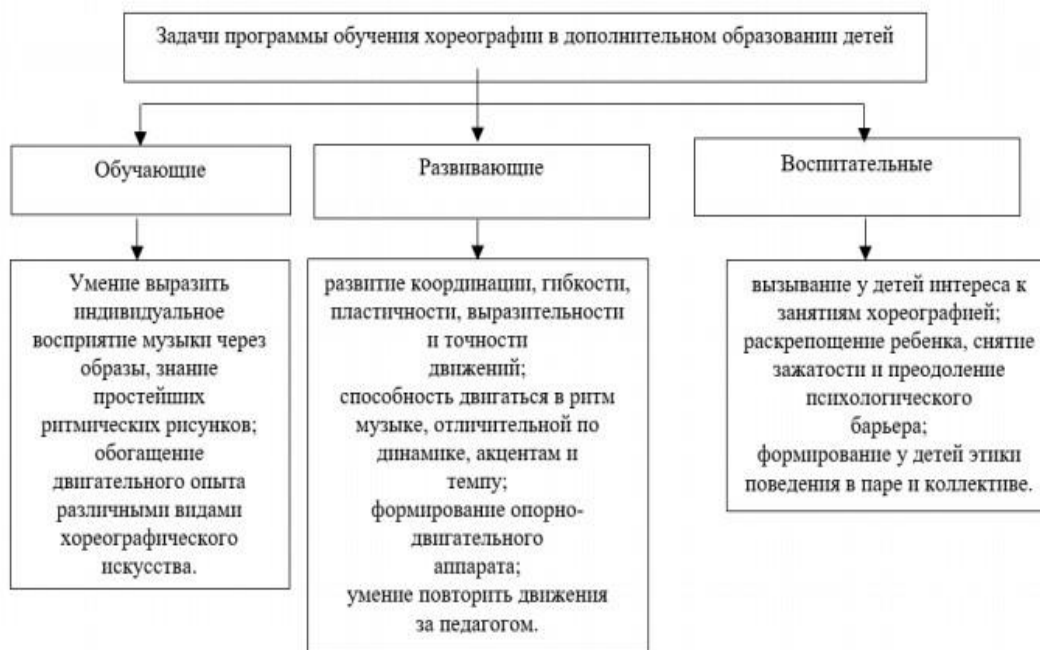 Задачи программы обучения хореографии в дополнительном образовании детей
Обучающие
Развивающие
Воспитательные
Умение выразить
индивидуальное
восприятие музыки через
образы, знание
простейших
ритмических рисунков;
обогащение
двигательного опыта
различными видами
хореографического
искусства.
развитие координации, гибкости,
пластичности, выразительности
и точности
движений;
способность двигаться в ритм
музыке, отличительной по
динамике, акцентам и
темпу;
формирование опорно-
двигательного
аппарата;
умение повторить движения
за педагогом.
вызывание у детей интереса к
занятиям хореографией;
раскрепощение ребенка, снятие
зажатости и преодоление
психологического
барьера;
формирование у детей этики
поведения в паре и коллективе.